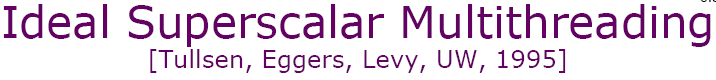 Ideal Superscalar Multithreading
[Tullsen, Eggers, Levy, UW, 1995]